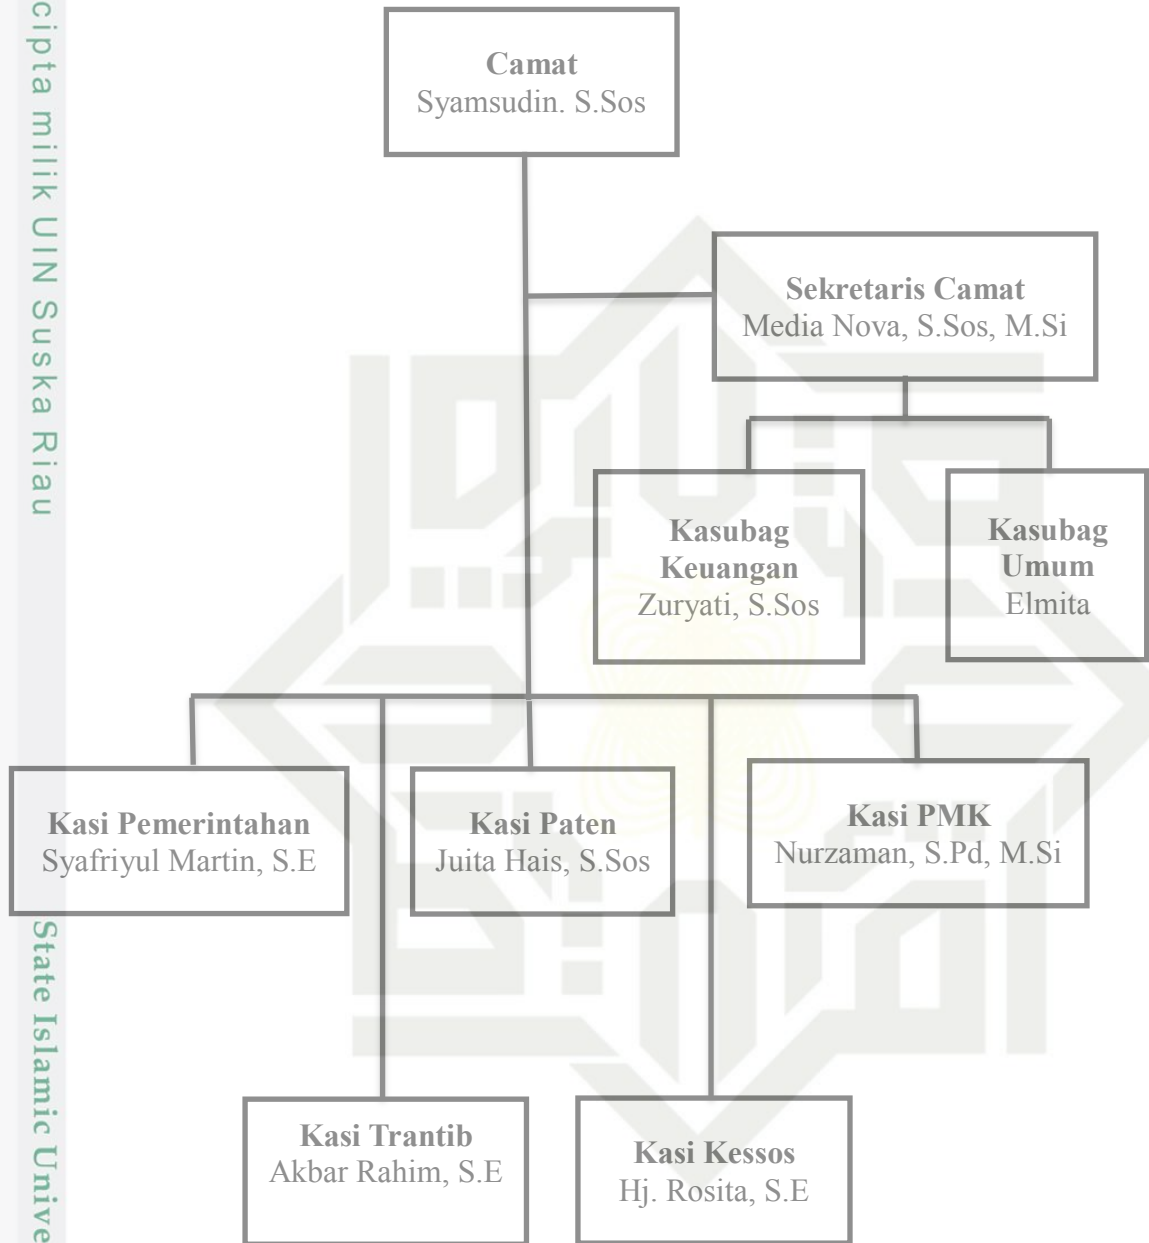 cipta milik UIN Suska Riau
State Islamic Unive
Camat
Syamsudin. S.Sos
Sekretaris Camat
Media Nova, S.Sos, M.Si
Kasubag
Keuangan
Zuryati, S.Sos
Kasubag
Umum
Elmita
Kasi Pemerintahan
Syafriyul Martin, S.E
Kasi Paten
Juita Hais, S.Sos
Kasi PMK
Nurzaman, S.Pd, M.Si
Kasi Trantib
Akbar Rahim, S.E
Kasi Kessos
Hj. Rosita, S.E